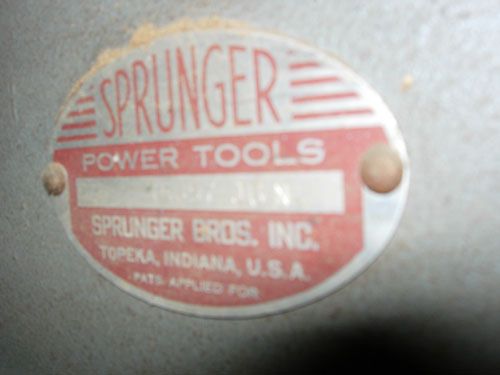 SPRUNGER
POWER TOOLS
SPRUNGER BROS. INC.
TOPEKA, INDIANA, U.S.A.
PATS. APPLIED FOR